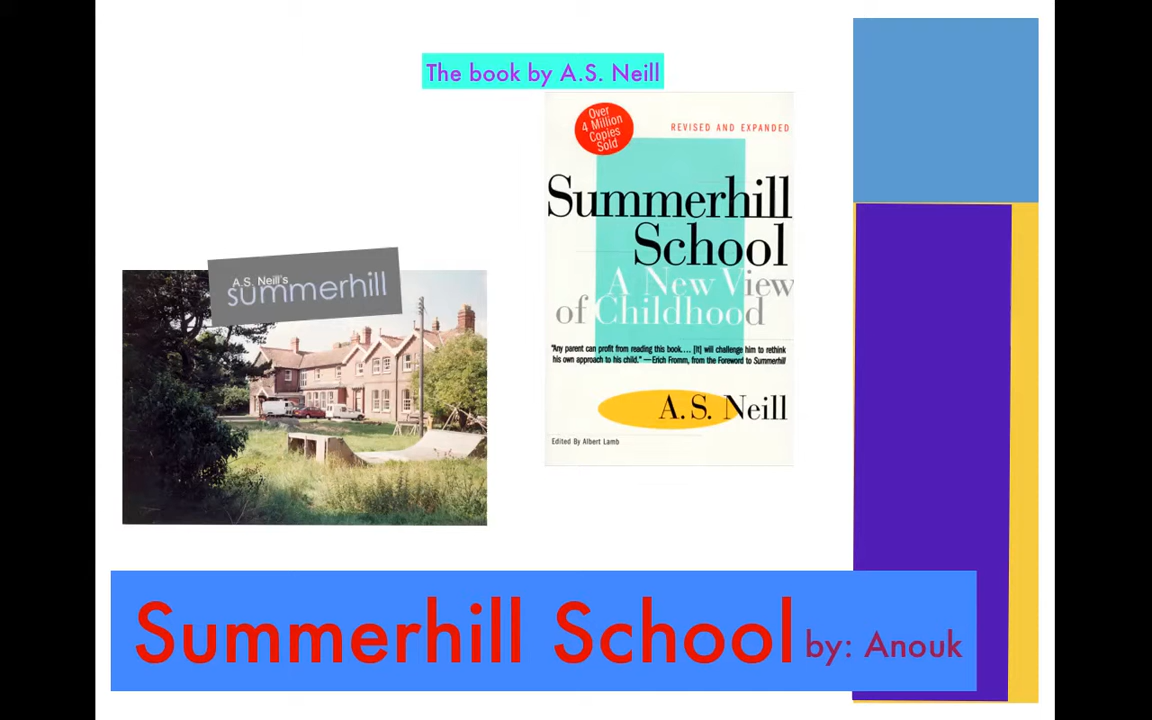 The book by A.S. Neill
Over
4 Million
Copies
Sold
REVISED AND EXPANDED
Summerhill
School
A New View
of Childhood
"Any parent can profit from reading this book.... [It] will challenge him to rethink
his own approach to his child." —Erich Fromm, from the Foreword to Summerhill
A.S. Neill
Edited By Albert Lamb
A.S. Neill's
summerhill
Summerhill School by: Anouk